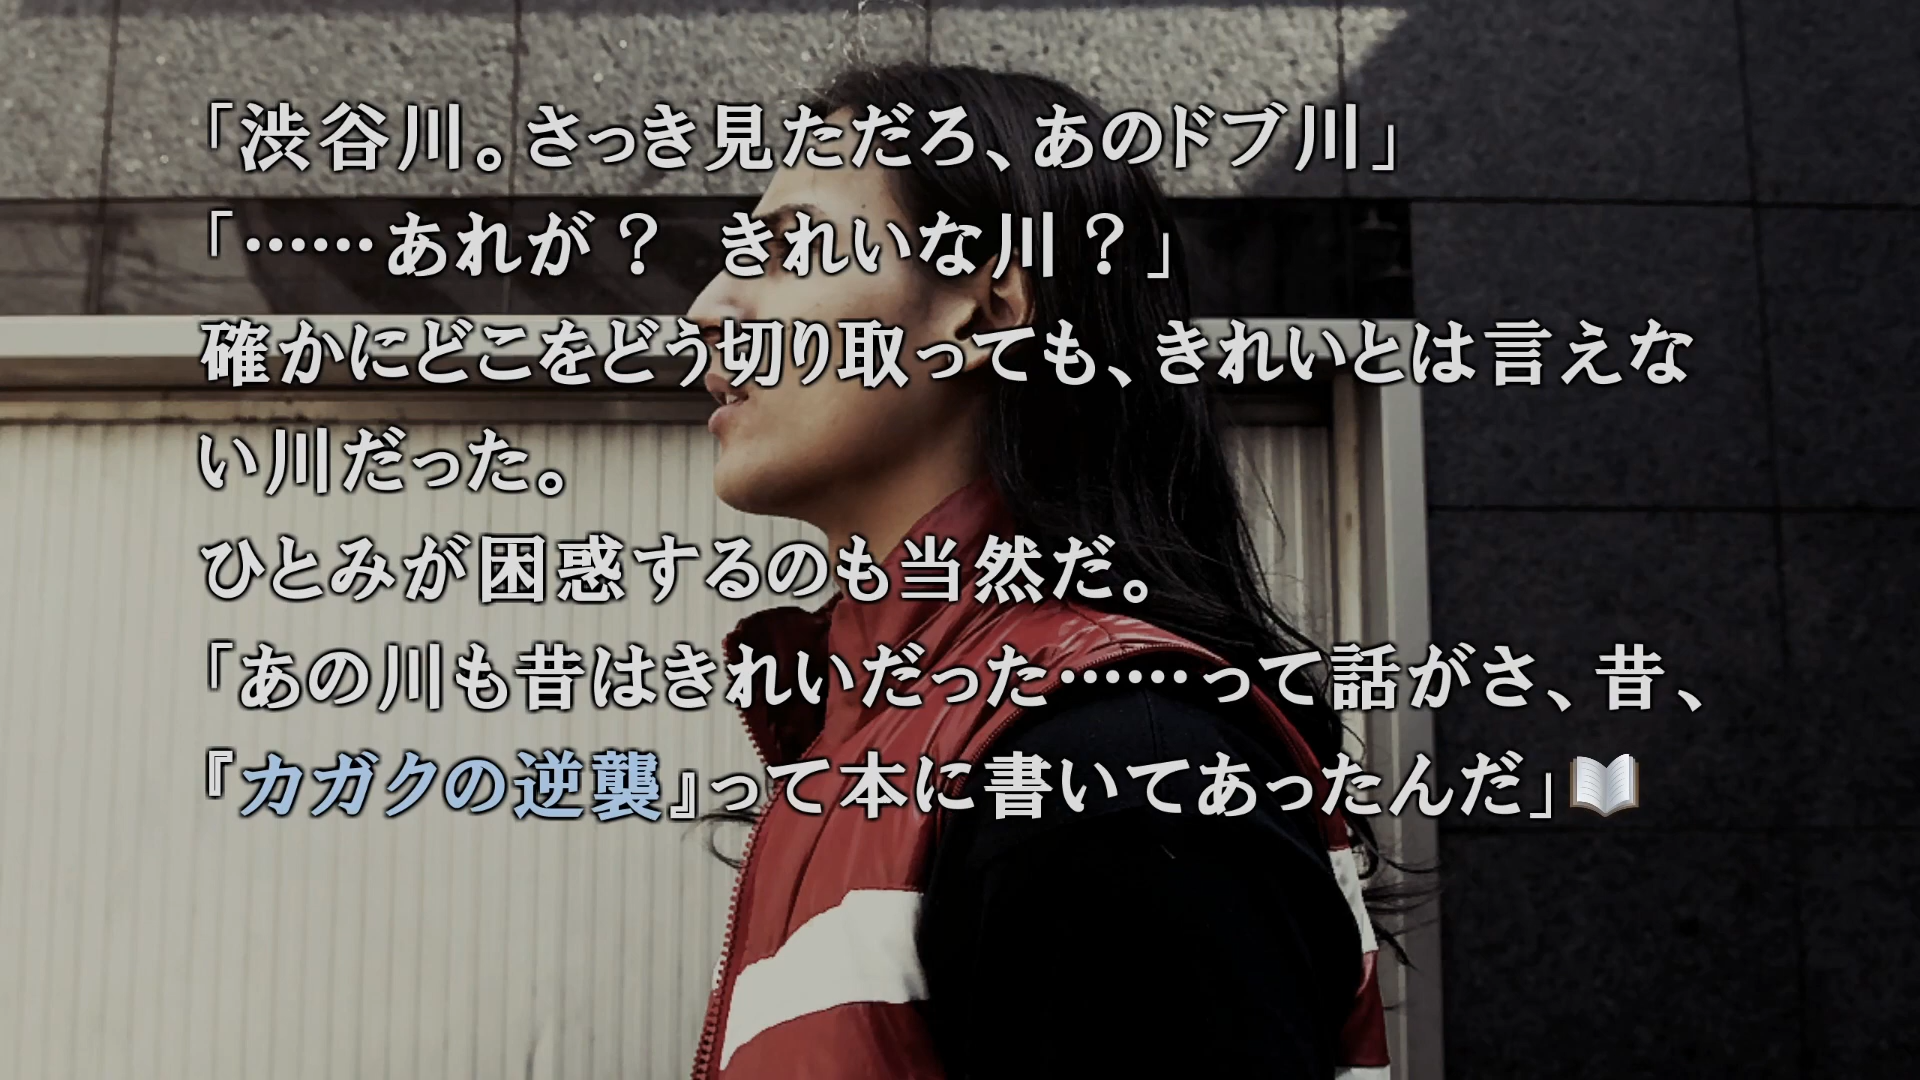 「渋谷川。さっき見ただろ、あのドブ川」
「……あれが？　きれいな川？」
確かにどこをどう切り取っても、きれいとは言えな
い川だった。
ひとみが困惑するのも当然だ。
「あの川も昔はきれいだった……って話がさ、昔、
『カガクの逆襲』って本に書いてあったんだ」